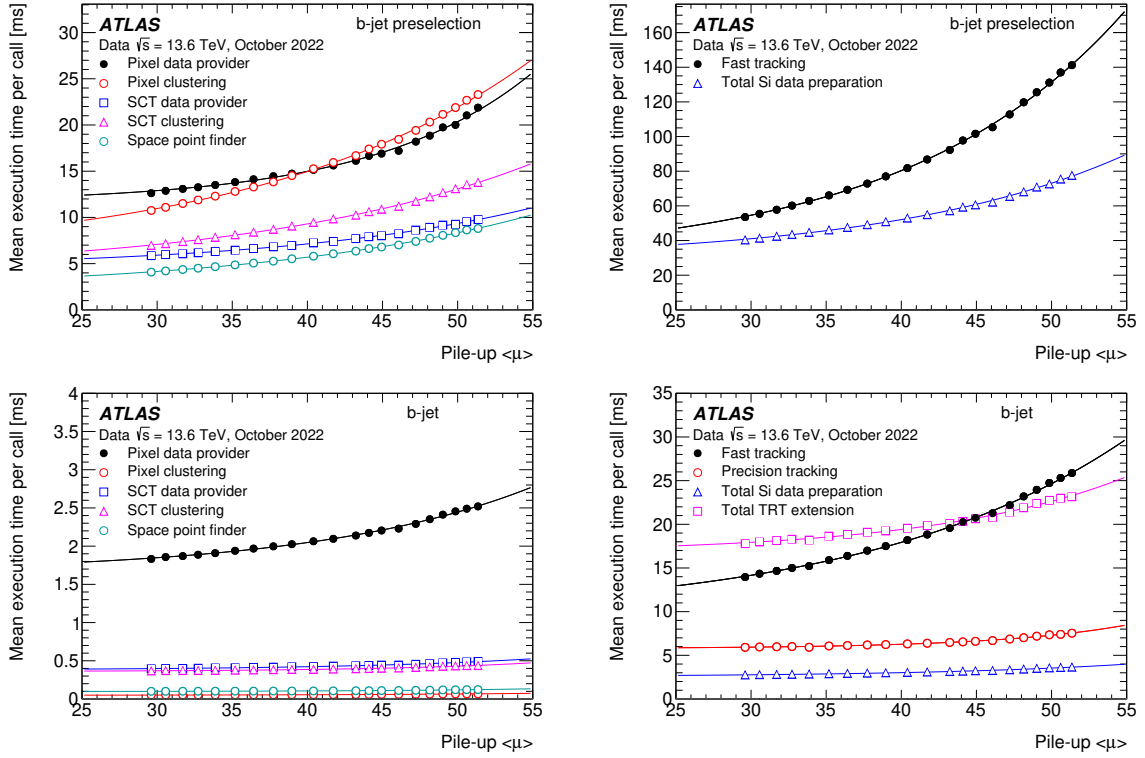 Mean execution time per call [ms]
30
25
20
15
10
5
0
ATLAS
b-jet preselection
Data √s = 13.6 TeV, October 2022
Pixel data provider
Pixel clustering
SCT data provider
SCT clustering
Space point finder
25 30 35 40 45 50 55
Pile-up <μ>
Mean execution time per call [ms]
160
140
120
100
80
60
40
20
0
ATLAS
b-jet preselection
Data √s = 13.6 TeV, October 2022
Fast tracking
Total Si data preparation
25 30 35 40 45 50 55
Pile-up <μ>
Mean execution time per call [ms]
4
3.5
3
2.5
2
1.5
1
0.5
0
ATLAS
b-jet
Data √s = 13.6 TeV, October 2022
Pixel data provider
Pixel clustering
SCT data provider
SCT clustering
Space point finder
25 30 35 40 45 50 55
Pile-up <μ>
Mean execution time per call [ms]
35
30
25
20
15
10
5
0
ATLAS
b-jet
Data √s = 13.6 TeV, October 2022
Fast tracking
Precision tracking
Total Si data preparation
Total TRT extension
25 30 35 40 45 50 55
Pile-up <μ>